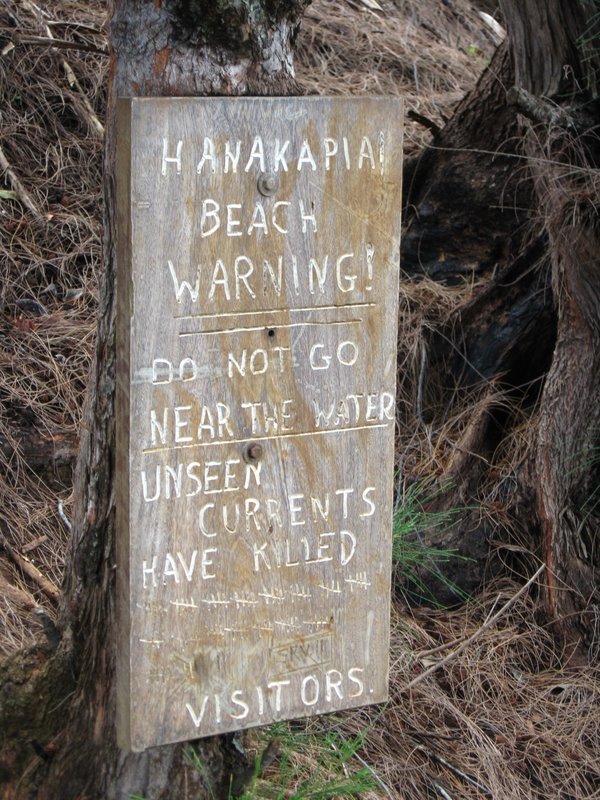 HANAKAPIAI
BEACH
WARNING!
DO NOT GO
NEAR THE WATER
UNSEEN
CURRENTS
HAVE KILLED
VISITORS.